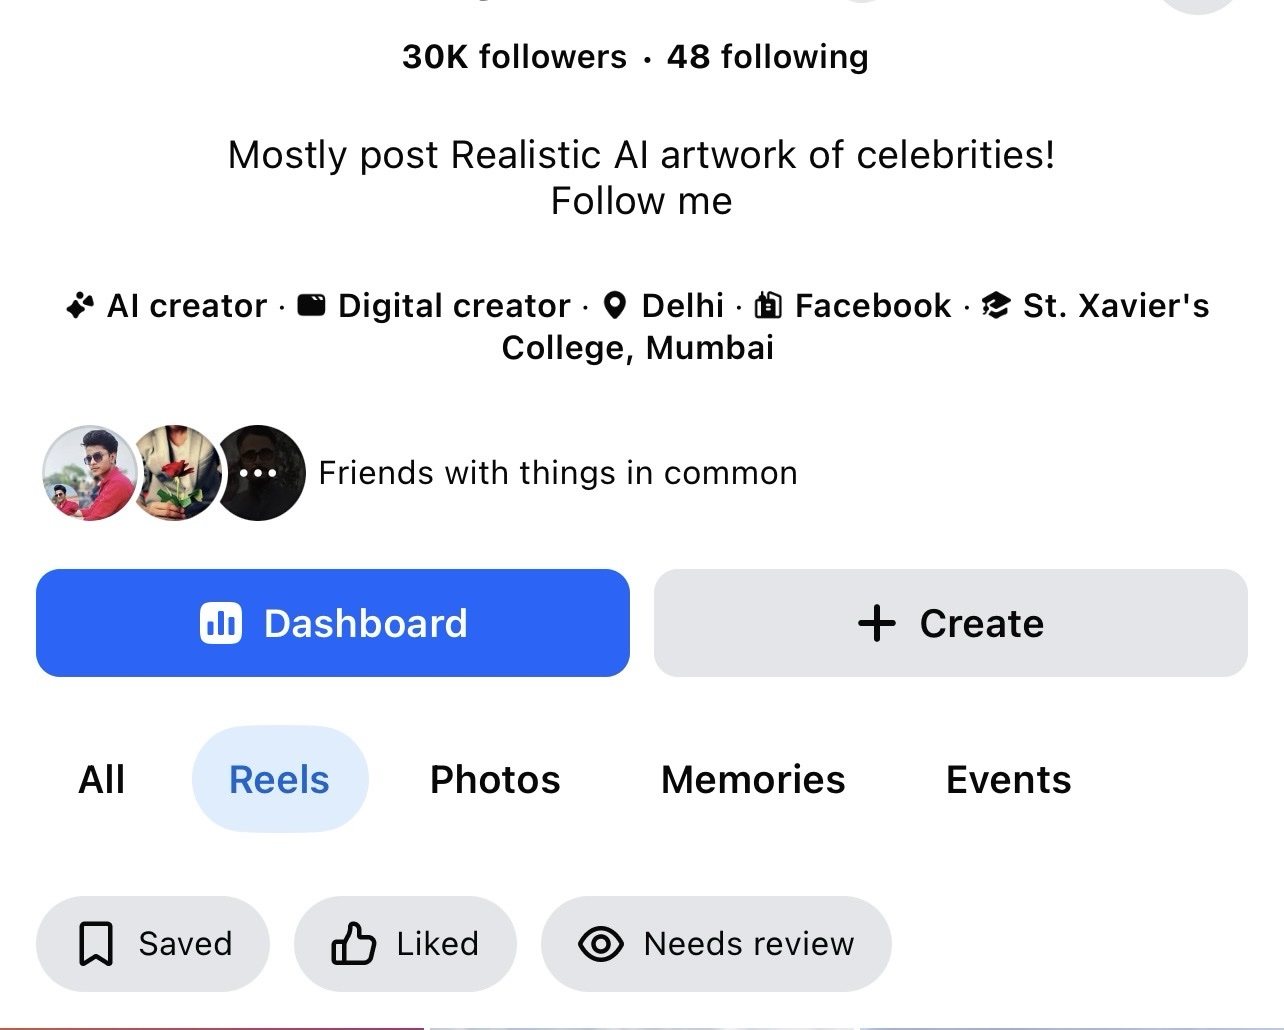 30K followers · 48 following
Mostly post Realistic AI artwork of celebrities!
Follow me
AI creator · Digital creator · Delhi · Facebook · St. Xavier's
College, Mumbai
Friends with things in common
Dashboard
Create
All Reels Photos Memories Events
Saved Liked Needs review